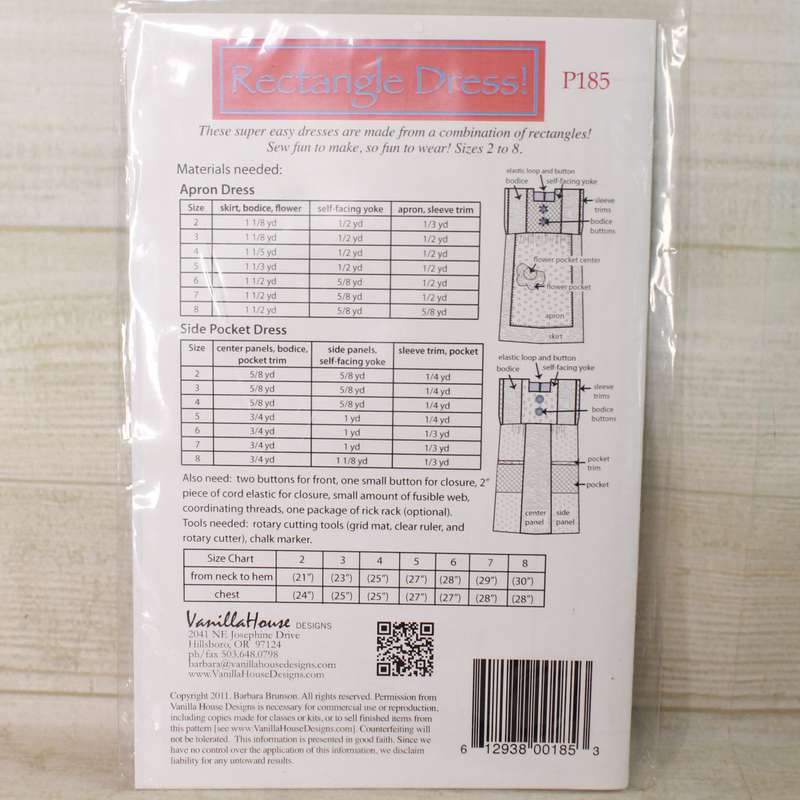 Rectangle Dress!
P185
These super easy dresses are made from a combination of rectangles!
Sew fun to make, so fun to wear! Sizes 2 to 8.
Materials needed:
Apron Dress
Size skirt, bodice, flower self-facing yoke apron, sleeve trim
2 1 1/8 yd 1/2 yd 1/3 yd
3 1 1/8 yd 1/2 yd 1/2 yd
4 1 1/5 yd 1/2 yd 1/2 yd
5 1 1/3 yd 1/2 yd 1/2 yd
6 1 1/2 yd 5/8 yd 1/2 yd
7 1 1/2 yd 5/8 yd 1/2 yd
8 1 1/2 yd 5/8 yd 5/8 yd
elastic loop and button
bodice self-facing yoke
sleeve
trims
bodice
buttons
flower pocket center
flower pocket
apron
skirt
Side Pocket Dress
Size center panels, bodice, side panels, sleeve trim, pocket
pocket trim self-facing yoke
2 5/8 yd 5/8 yd 1/4 yd
3 5/8 yd 5/8 yd 1/4 yd
4 5/8 yd 5/8 yd 1/4 yd
5 3/4 yd 1 yd 1/4 yd
6 3/4 yd 1 yd 1/3 yd
7 3/4 yd 1 yd 1/3 yd
8 3/4 yd 1 1/8 yd 1/3 yd
elastic loop and button
bodice self-facing yoke
sleeve
trims
bodice
buttons
pocket
trim
pocket
center side
panel panel
Also need: two buttons for front, one small button for closure, 2"
piece of cord elastic for closure, small amount of fusible web,
coordinating threads, one package of rick rack (optional).
Tools needed: rotary cutting tools (grid mat, clear ruler, and
rotary cutter), chalk marker.
Size Chart 2 3 4 5 6 7 8
from neck to hem (21") (23") (25") (27") (28") (29") (30")
chest (24") (25") (25") (27") (27") (28") (28")
VanillaHouse DESIGNS
2041 NE Josephine Drive
Hillsboro, OR 97124
ph/fax 503.648.0798
barbara@vanillahousedesigns.com
www.VanillaHouseDesigns.com
Copyright 2011. Barbara Brunson. All rights reserved. Permission from
Vanilla House Designs is necessary for commercial use or reproduction,
including copies made for classes or kits, or to sell finished items from
this pattern [see www.VanillaHouseDesigns.com]. Counterfeiting will
not be tolerated. This information is presented in good faith. Since we
have no control over the application of this information, we disclaim
liability for any untoward results.
6 12938 00185 3